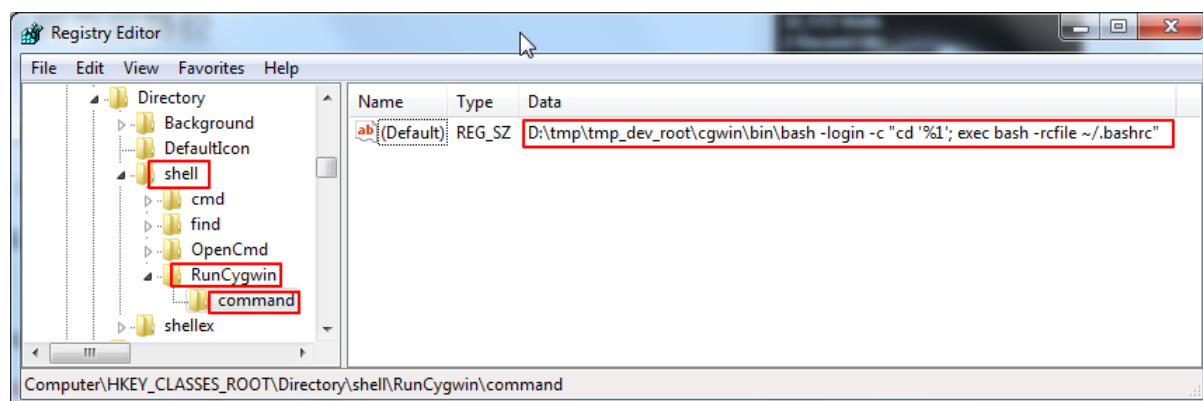 Registry Editor
File Edit View Favorites Help
Directory
Background
DefaultIcon
shell
cmd
find
OpenCmd
RunCygwin
command
shellex
Name Type Data
ab (Default) REG_SZ D:\tmp\tmp_dev_root\cgwin\bin\bash -login -c "cd '%1'; exec bash -rcfile ~/.bashrc"
Computer\HKEY_CLASSES_ROOT\Directory\shell\RunCygwin\command